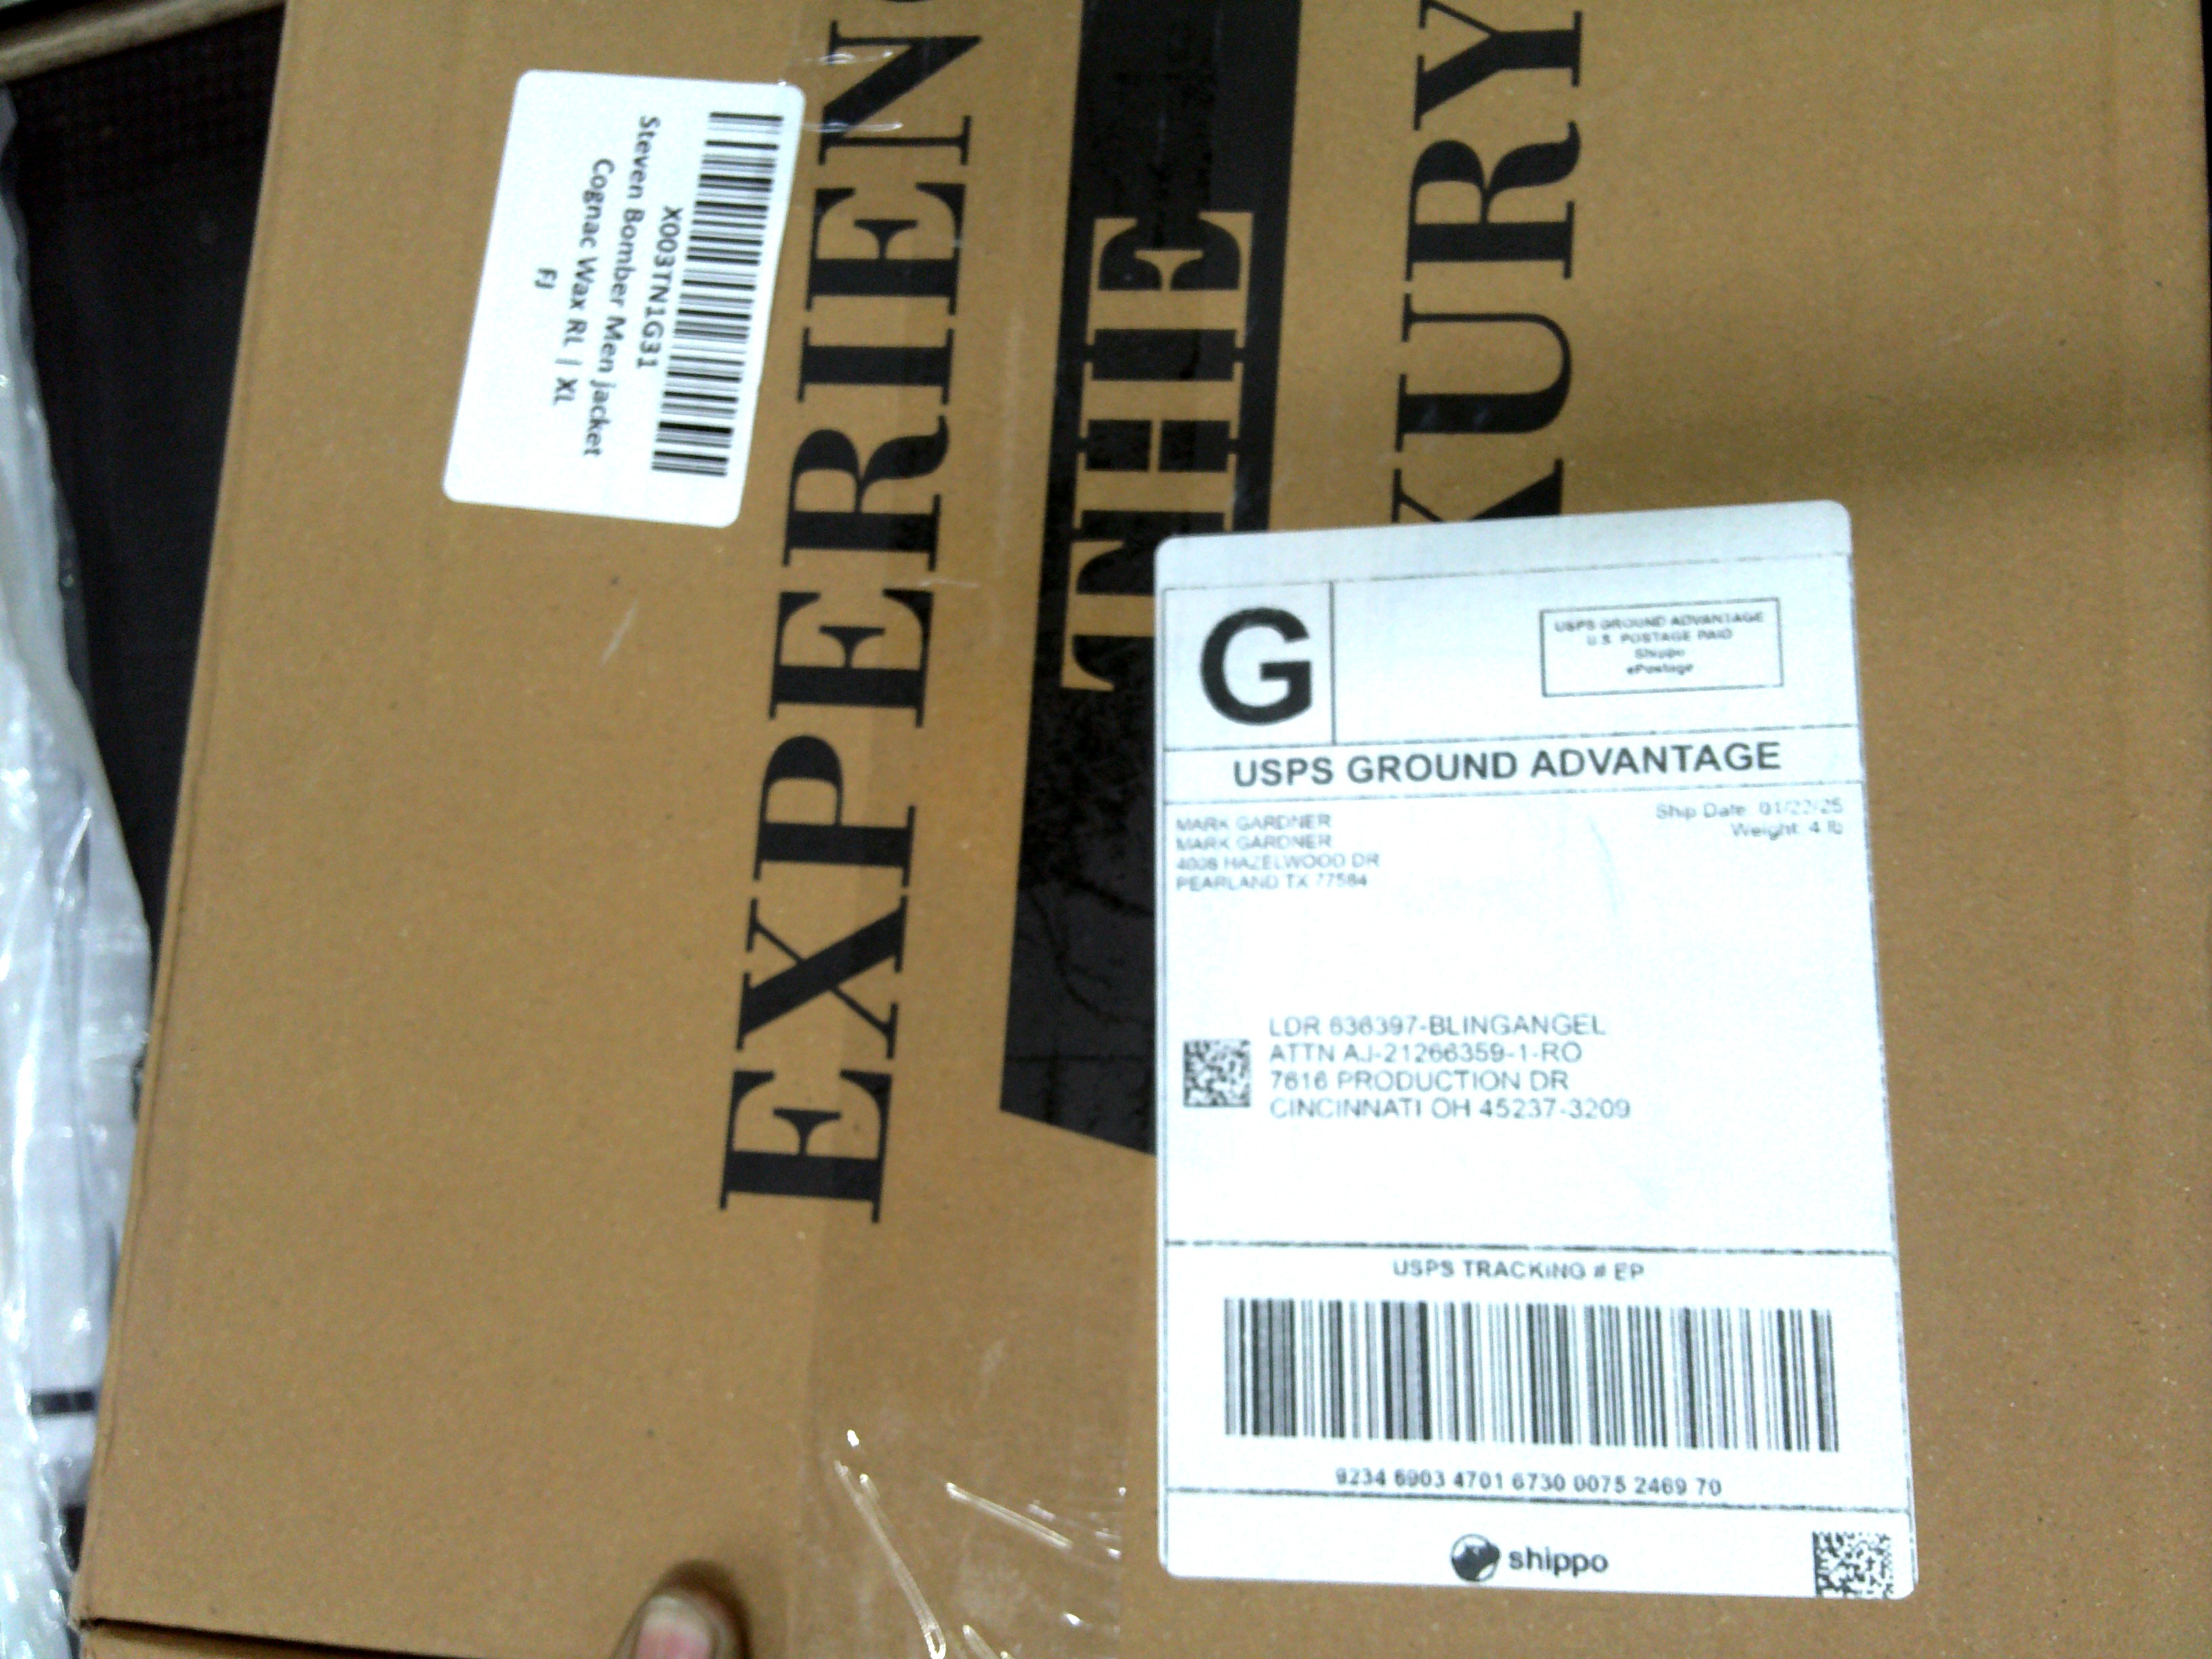 EXPERIEN
THE
XURY
X003TN1G31
Steven Bomber Men Jacket
Cognac Wax RL | XL
FJ
G
USPS GROUND ADVANTAGE
U.S. POSTAGE PAID
Shippo
ePostage
USPS GROUND ADVANTAGE
Ship Date: 01/22/25
Weight: 4 lb
MARK GARDNER
MARK GARDNER
4008 HAZELWOOD DR
PEARLAND TX 77584
LDR 636397-BLINGANGEL
ATTN AJ-21266359-1-RO
7616 PRODUCTION DR
CINCINNATI OH 45237-3209
USPS TRACKING # EP
9234 6903 4701 6730 0075 2469 70
shippo